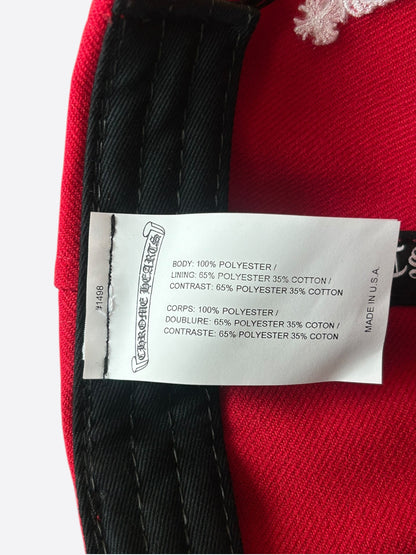 31498
CHROME HEARTS
BODY: 100% POLYESTER /
LINING: 65% POLYESTER 35% COTTON /
CONTRAST: 65% POLYESTER 35% COTTON
CORPS: 100% POLYESTER /
DOUBLURE: 65% POLYESTER 35% COTON /
CONTRASTE: 65% POLYESTER 35% COTON
MADE IN U.S.A.